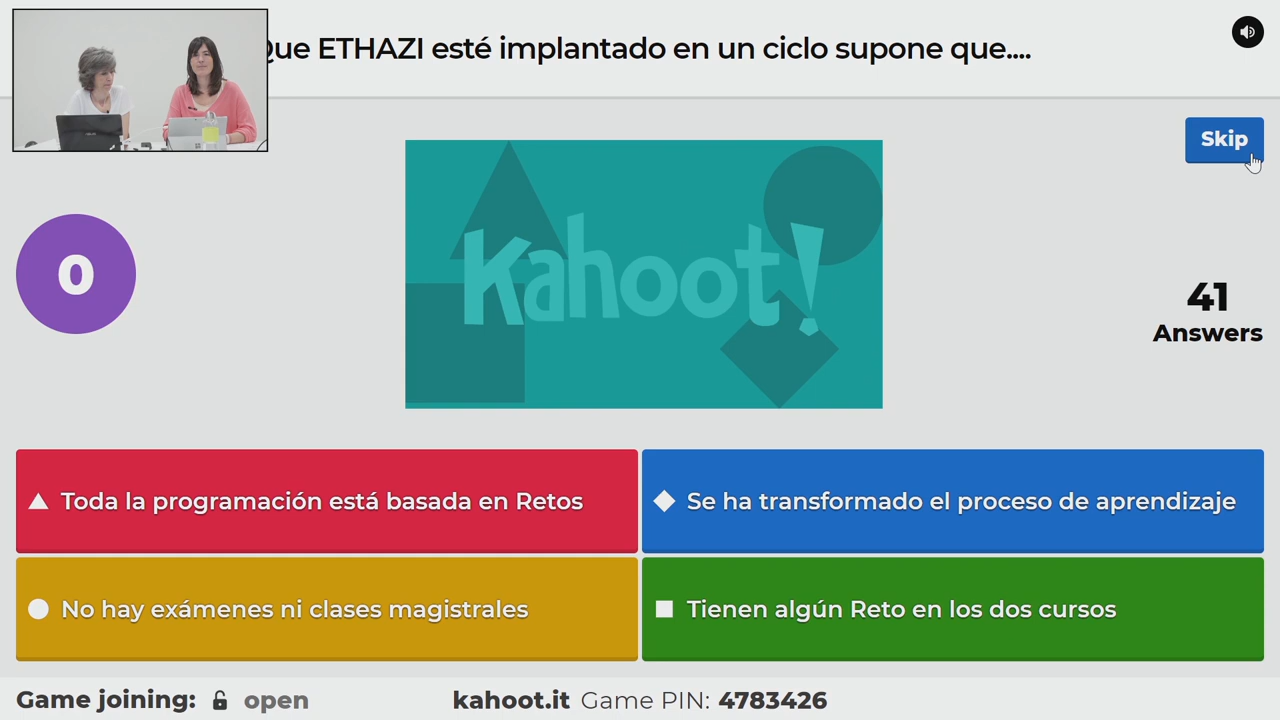 Que ETHAZI esté implantado en un ciclo supone que....
Skip
0
Kahoot!
41
Answers
Toda la programación está basada en Retos
Se ha transformado el proceso de aprendizaje
No hay exámenes ni clases magistrales
Tienen algún Reto en los dos cursos
Game joining: open
kahoot.it Game PIN: 4783426